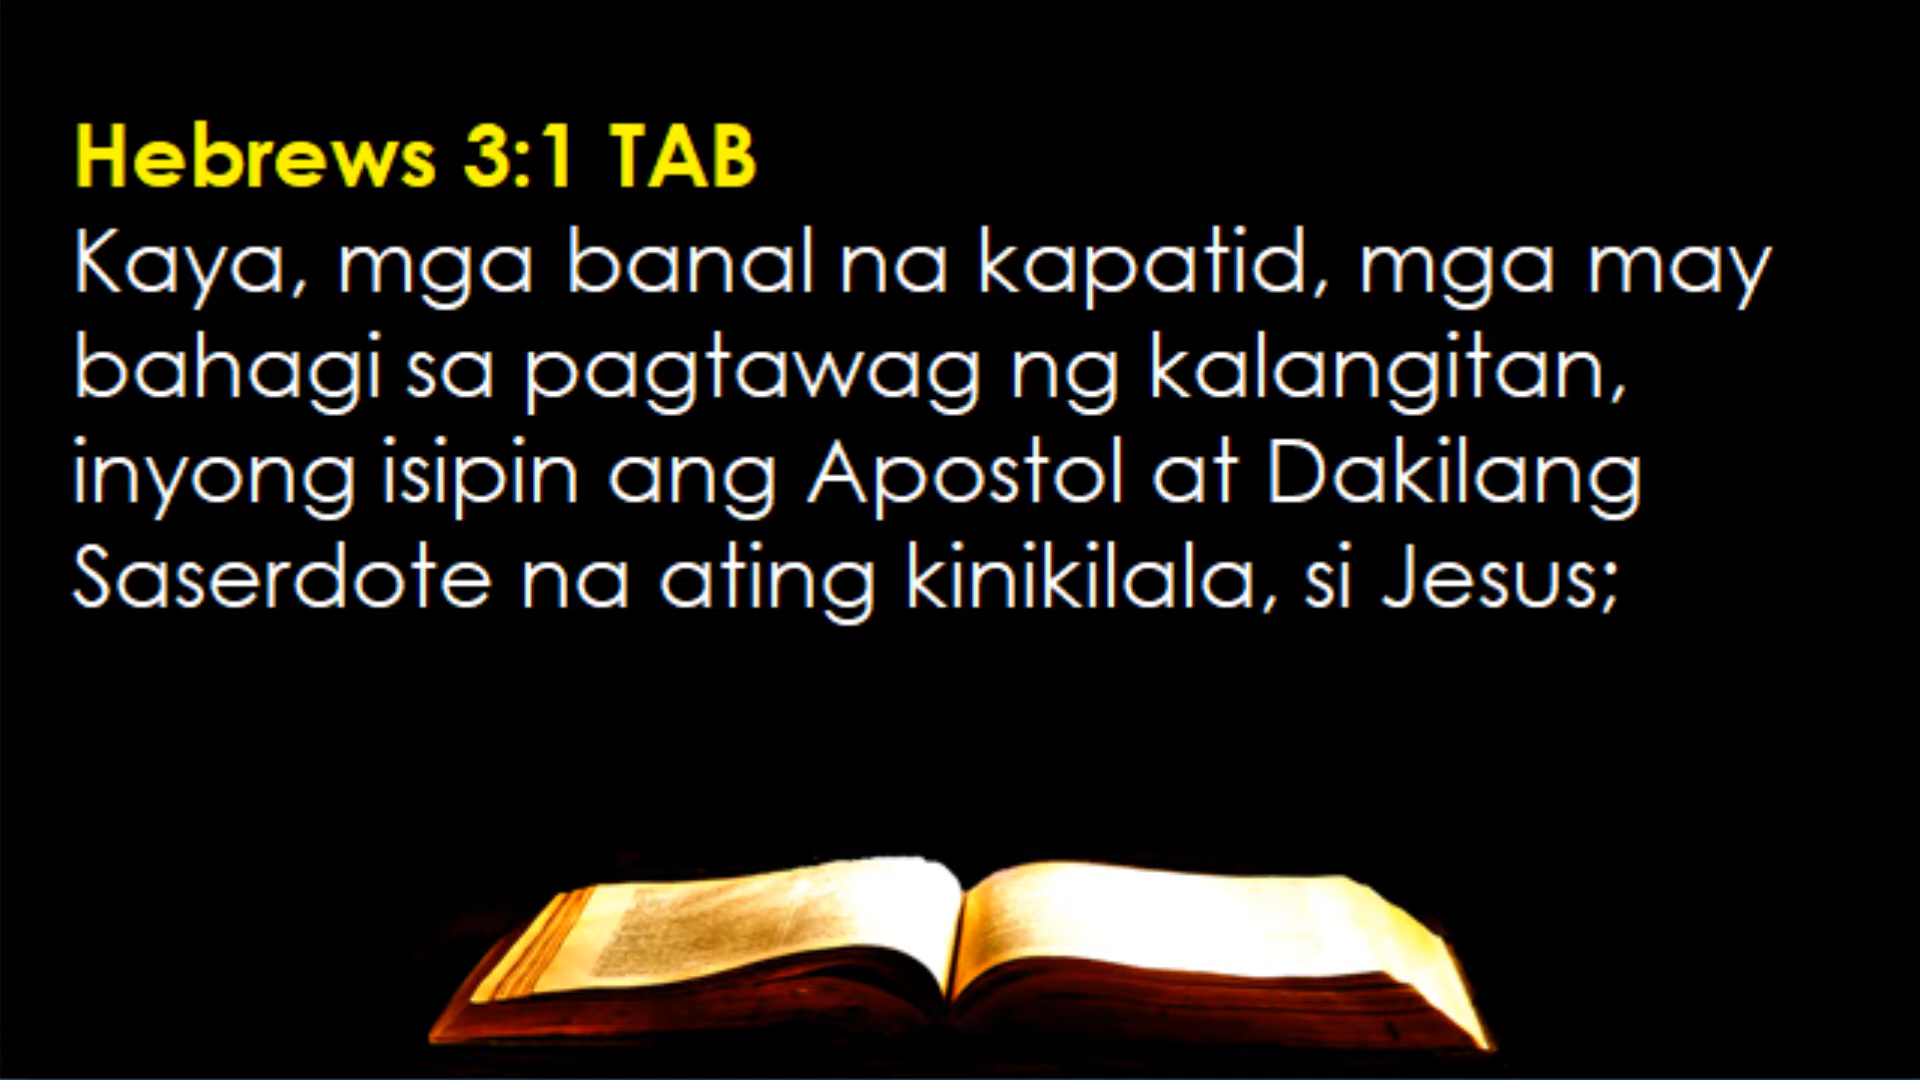 Hebrews 3:1 TAB
Kaya, mga banal na kapatid, mga may
bahagi sa pagtawag ng kalangitan,
inyong isipin ang Apostol at Dakilang
Saserdote na ating kinikilala, si Jesus;